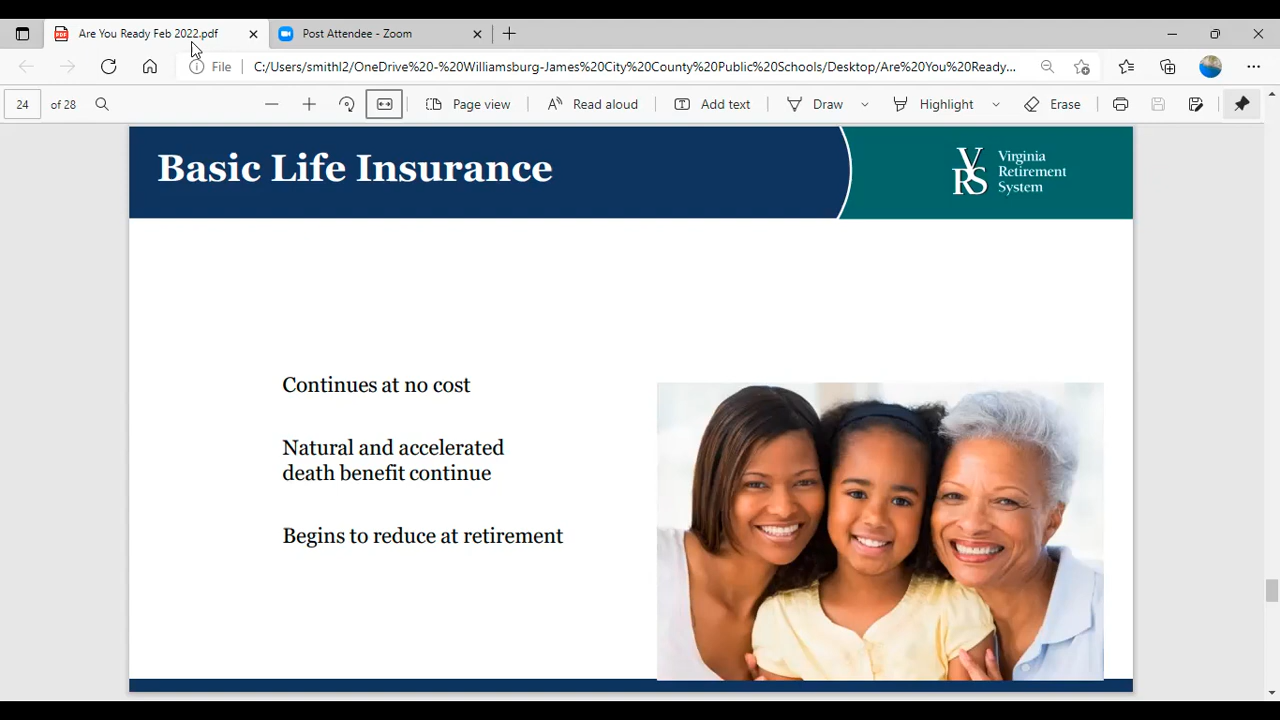 Are You Ready Feb 2022.pdf
Post Attendee - Zoom
File
C:/Users/smithl2/OneDrive%20-%20Williamsburg-James%20City%20County%20Public%20Schools/Desktop/Are%20You%20Ready...
24 of 28
Page view
Read aloud
Add text
Draw
Highlight
Erase
Basic Life Insurance
VRS
Virginia
Retirement
System
Continues at no cost
Natural and accelerated
death benefit continue
Begins to reduce at retirement